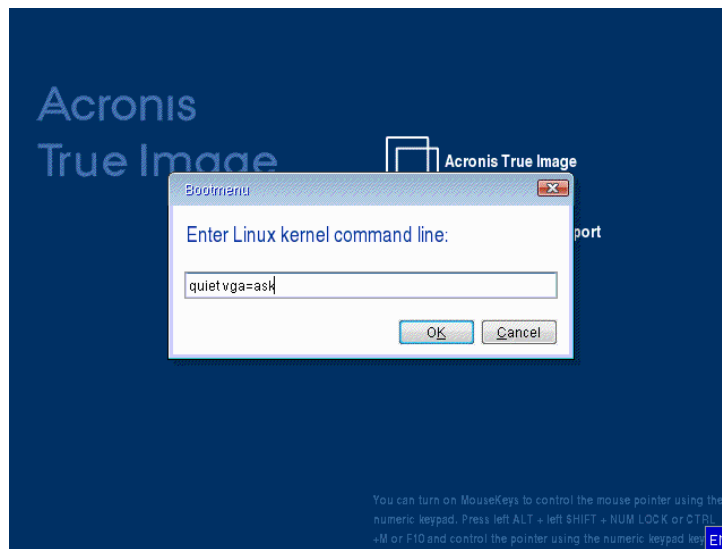 Acronis
True Image
Acronis True Image
Bootmenu
port
Enter Linux kernel command line:
quiet vga=ask
OK
Cancel
You can turn on MouseKeys to control the mouse pointer using the
numeric keypad. Press left ALT + left SHIFT + NUM LOCK or CTRL
+M or F10 and control the pointer using the numeric keypad key